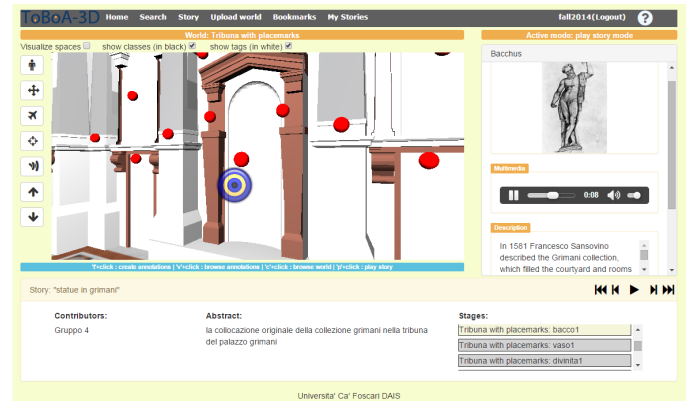 ToBoA-3D Home Search Story Upload world Bookmarks My Stories fall2014(Logout) ?
World: Tribuna with placemarks
Active mode: play story mode
Visualize spaces show classes (in black) show tags (in white)
Bacchus
Multimedia
0:08
Description
In 1581 Francesco Sansovino
described the Grimani collection,
which filled the courtyard and rooms
'f'+click : create annotations | 'v'+click : browse annotations | 'c'+click : browse world | 'p'+click : play story
Story: "statue in grimani"
Contributors:
Gruppo 4
Abstract:
la collocazione originale della collezione grimani nella tribuna
del palazzo grimani
Stages:
Tribuna with placemarks: bacco1
Tribuna with placemarks: vaso1
Tribuna with placemarks: divinita1
Universita' Ca' Foscari DAIS